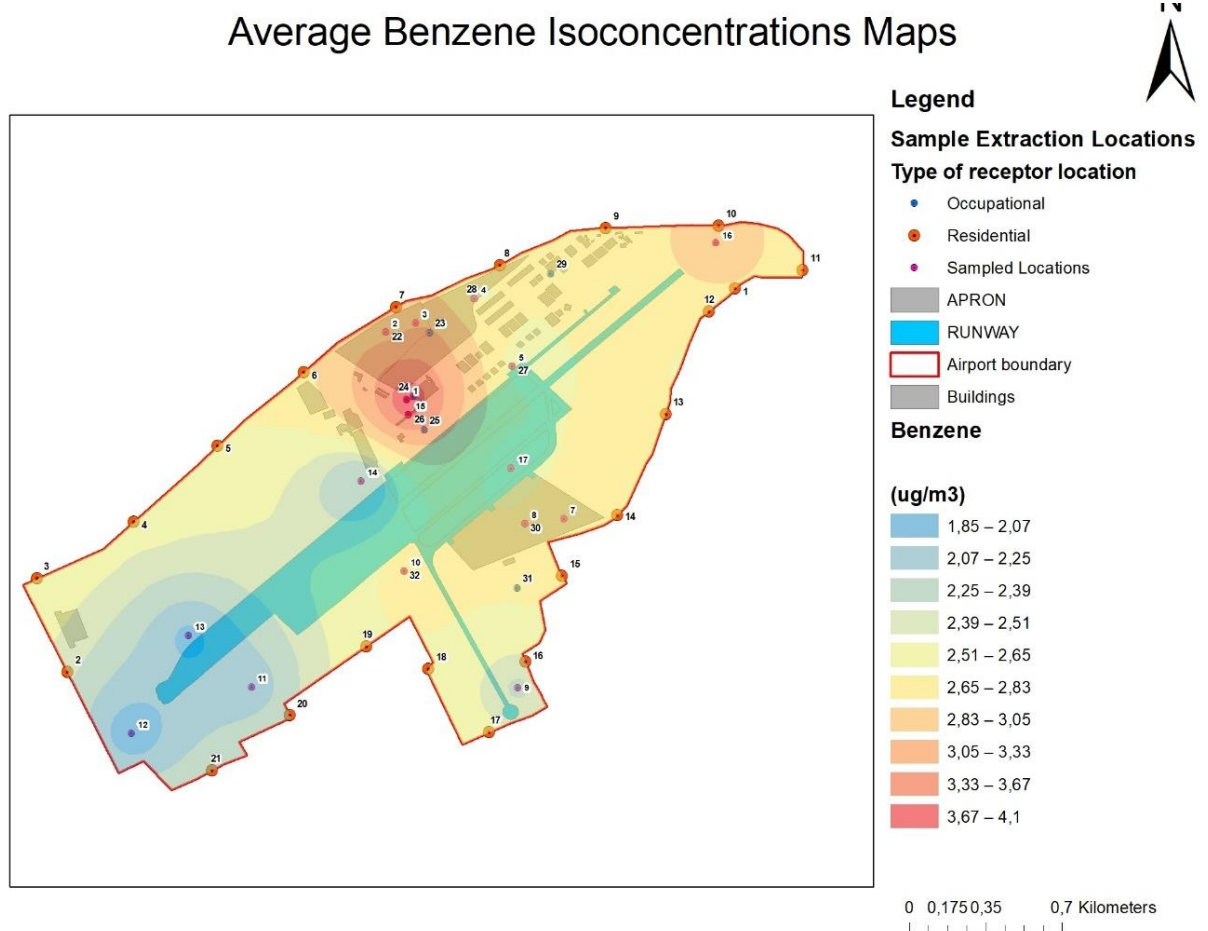 Average Benzene Isoconcentrations Maps
N
Legend
Sample Extraction Locations
Type of receptor location
Occupational
Residential
Sampled Locations
APRON
RUNWAY
Airport boundary
Buildings
Benzene
(ug/m3)
1,85 – 2,07
2,07 – 2,25
2,25 – 2,39
2,39 – 2,51
2,51 – 2,65
2,65 – 2,83
2,83 – 3,05
3,05 – 3,33
3,33 – 3,67
3,67 – 4,1
0 0,175 0,35 0,7 Kilometers
9
10
16
8
11
29
28 4
1
7
12
3
2
23
22
5
27
6
24
1
15
13
26
25
5
17
14
8
7
14
30
4
10
15
32
31
3
13
19
16
18
2
11
9
20
12
17
21